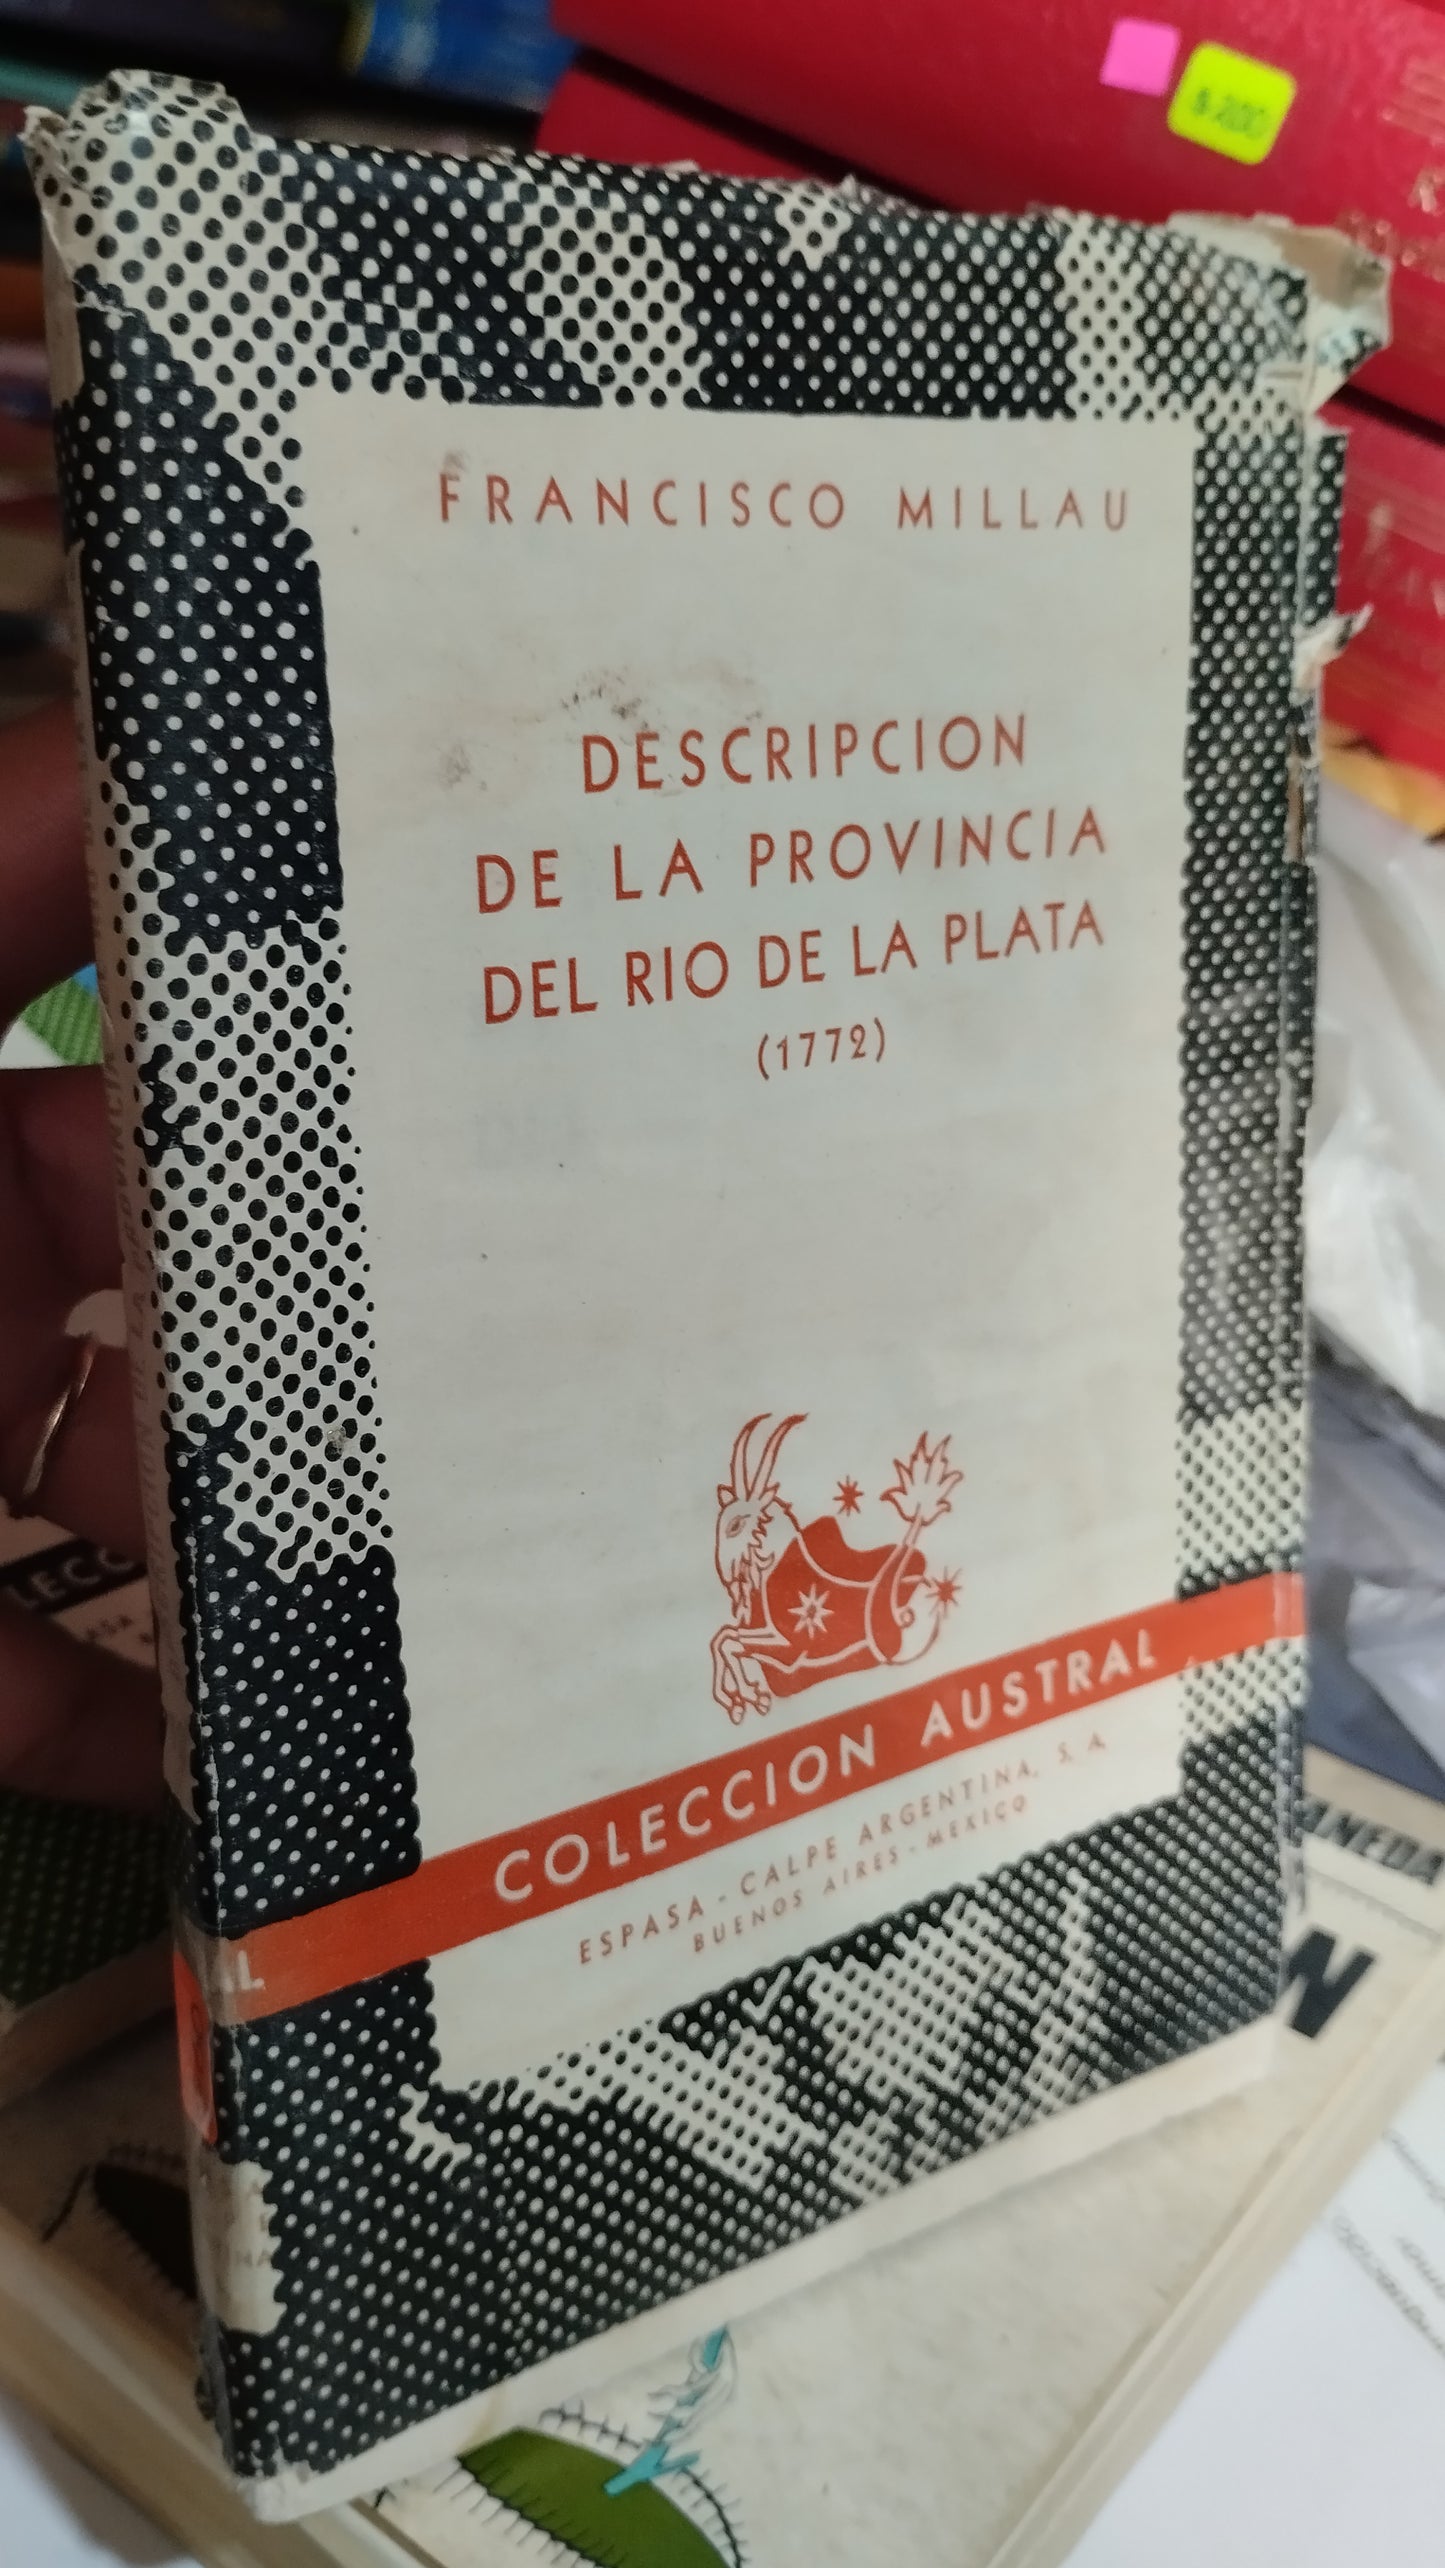 FRANCISCO MILLAU
DESCRIPCION
DE LA PROVINCIA
DEL RIO DE LA PLATA
(1772)
COLECCION AUSTRAL
ESPASA - CALPE ARGENTINA, S. A.
BUENOS AIRES - MEXICO